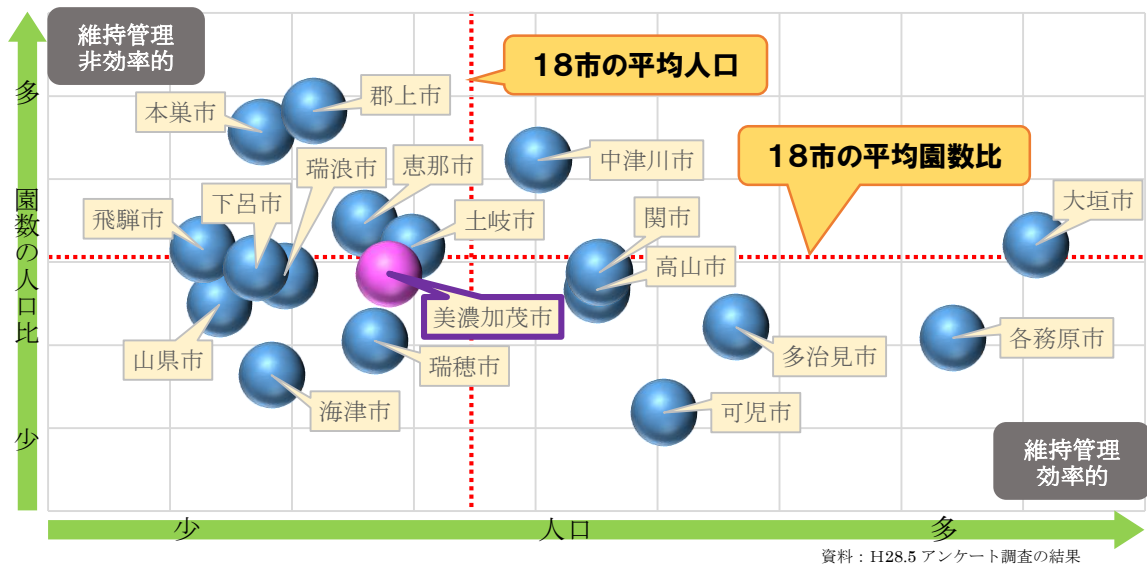 維持管理
非効率的
18市の平均人口
18市の平均園数比
本巣市
郡上市
瑞浪市
恵那市
中津川市
飛騨市
下呂市
土岐市
関市
大垣市
高山市
美濃加茂市
山県市
瑞穂市
多治見市
各務原市
海津市
可児市
多
園数の人口比
少
維持管理
効率的
少
人口
多
資料：H28.5 アンケート調査の結果